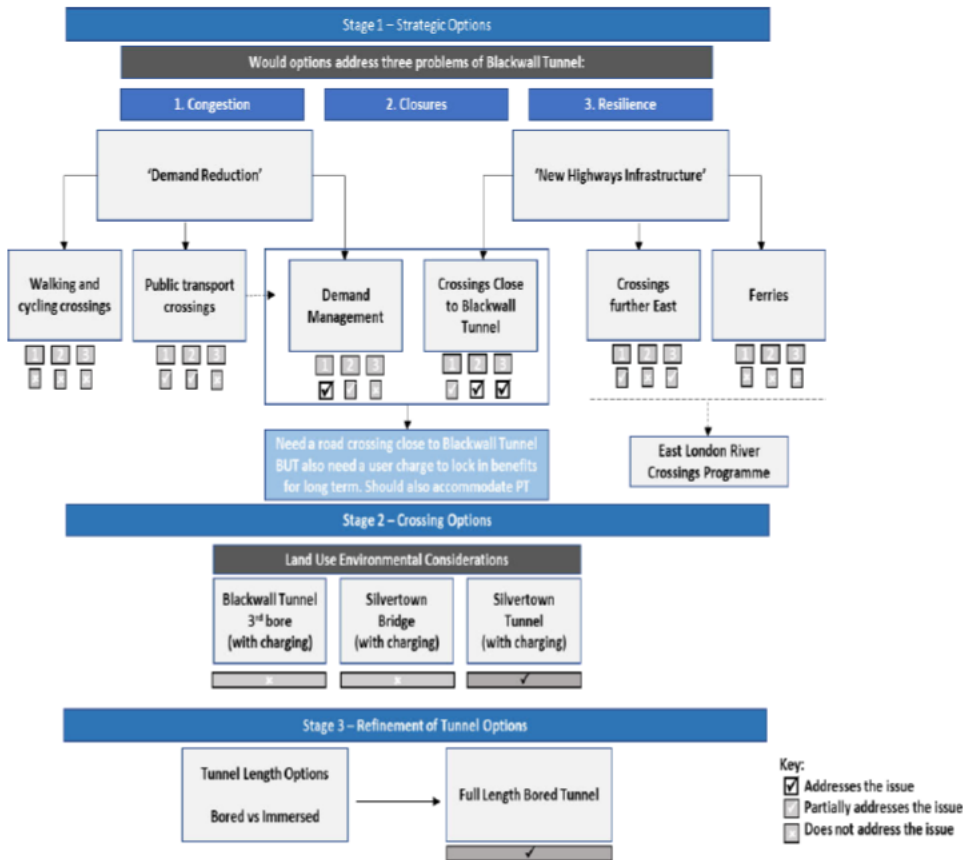 Stage 1 – Strategic Options
Would options address three problems of Blackwall Tunnel:
1. Congestion
2. Closures
3. Resilience
'Demand Reduction'
'New Highways Infrastructure'
Walking and
cycling crossings
Public transport
crossings
Demand
Management
Crossings Close
to Blackwall
Tunnel
Crossings
further East
Ferries
1 2 3
1 2 3
1 2 3
1 2 3
1 2 3
1 2 3
Need a road crossing close to Blackwall Tunnel
BUT also need a user charge to lock in benefits
for long term. Should also accommodate PT
East London River
Crossings Programme
Stage 2 – Crossing Options
Land Use Environmental Considerations
Blackwall Tunnel
3rd bore
(with charging)
Silvertown
Bridge
(with charging)
Silvertown
Tunnel
(with charging)
Stage 3 – Refinement of Tunnel Options
Tunnel Length Options
Bored vs Immersed
Full Length Bored Tunnel
Key:
Addresses the issue
Partially addresses the issue
Does not address the issue